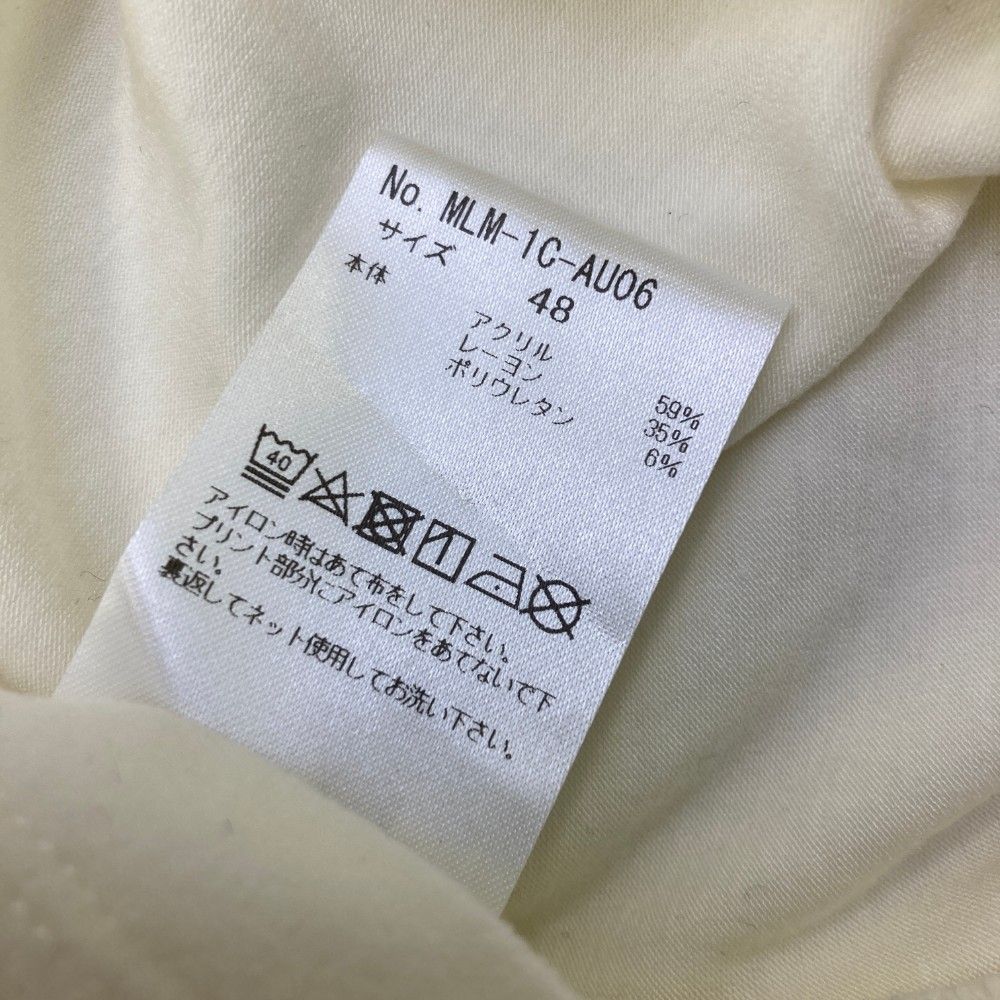 No. MLM-1C-AU06
サイズ 48
本体
アクリル 59%
レーヨン 35%
ポリウレタン 6%
40
アイロン時はあて布をして下さい。
プリント部分にアイロンをあてないで下
さい。
裏返してネット使用してお洗い下さい。